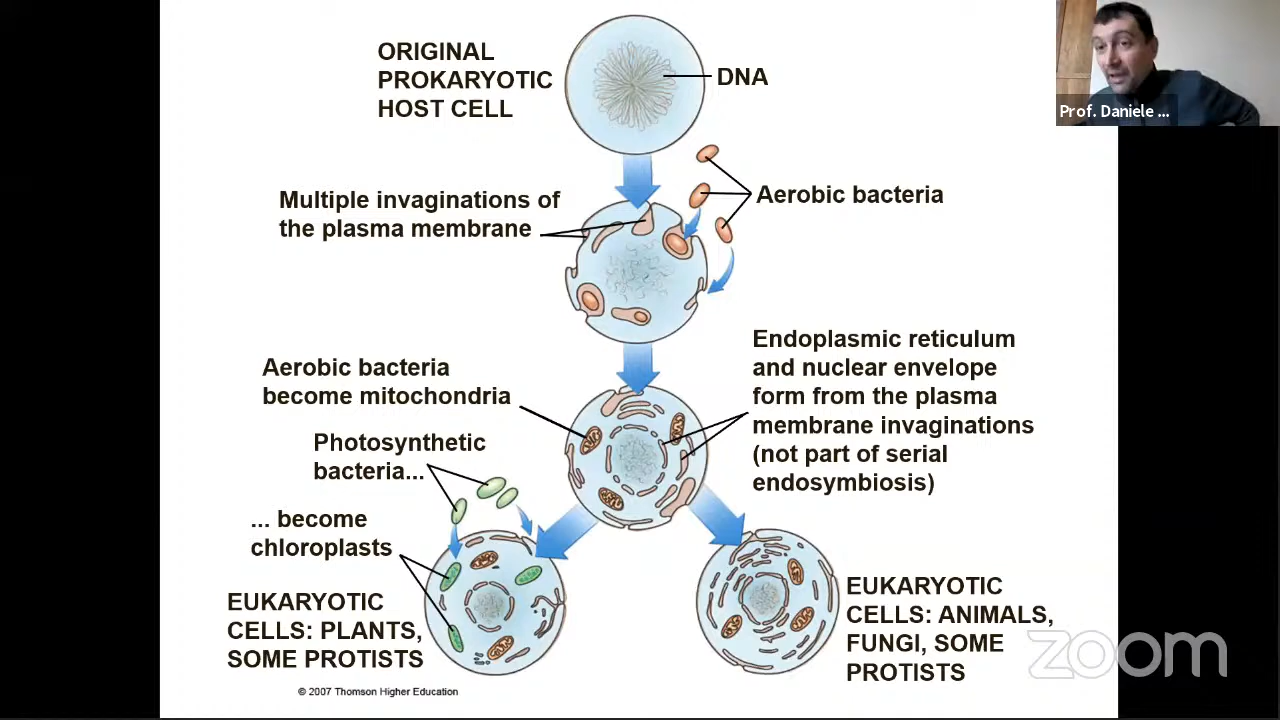 ORIGINAL
PROKARYOTIC
HOST CELL
DNA
Prof. Daniele ...
Multiple invaginations of
the plasma membrane
Aerobic bacteria
Aerobic bacteria
become mitochondria
Endoplasmic reticulum
and nuclear envelope
form from the plasma
membrane invaginations
(not part of serial
endosymbiosis)
Photosynthetic
bacteria...
... become
chloroplasts
EUKARYOTIC
CELLS: PLANTS,
SOME PROTISTS
EUKARYOTIC
CELLS: ANIMALS,
FUNGI, SOME
PROTISTS
zoom
© 2007 Thomson Higher Education